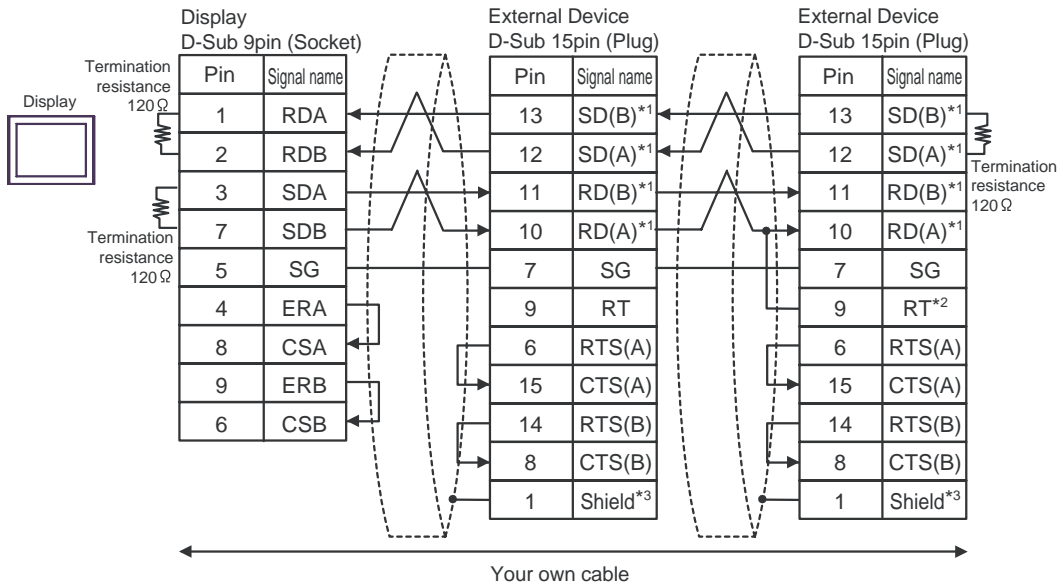 Display
D-Sub 9pin (Socket)
External Device
D-Sub 15pin (Plug)
External Device
D-Sub 15pin (Plug)
Termination
resistance
120Ω
Display
Termination
resistance
120Ω
Pin Signal name
1 RDA
2 RDB
3 SDA
7 SDB
5 SG
4 ERA
8 CSA
9 ERB
6 CSB
Pin Signal name
13 SD(B)*1
12 SD(A)*1
11 RD(B)*1
10 RD(A)*1
7 SG
9 RT
6 RTS(A)
15 CTS(A)
14 RTS(B)
8 CTS(B)
1 Shield*3
Pin Signal name
13 SD(B)*1
12 SD(A)*1
11 RD(B)*1
10 RD(A)*1
7 SG
9 RT*2
6 RTS(A)
15 CTS(A)
14 RTS(B)
8 CTS(B)
1 Shield*3
Termination
resistance
120Ω
Your own cable